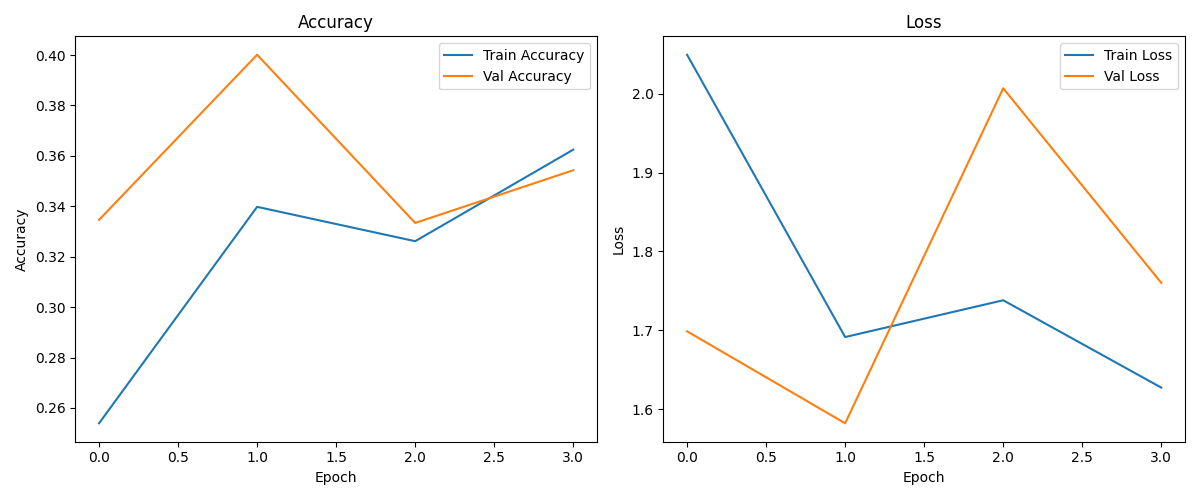 Accuracy
Train Accuracy
Val Accuracy
0.40
0.38
0.36
0.34
0.32
0.30
0.28
0.26
Accuracy
0.0 0.5 1.0 1.5 2.0 2.5 3.0
Epoch
Loss
Train Loss
Val Loss
2.0
1.9
1.8
1.7
1.6
Loss
0.0 0.5 1.0 1.5 2.0 2.5 3.0
Epoch